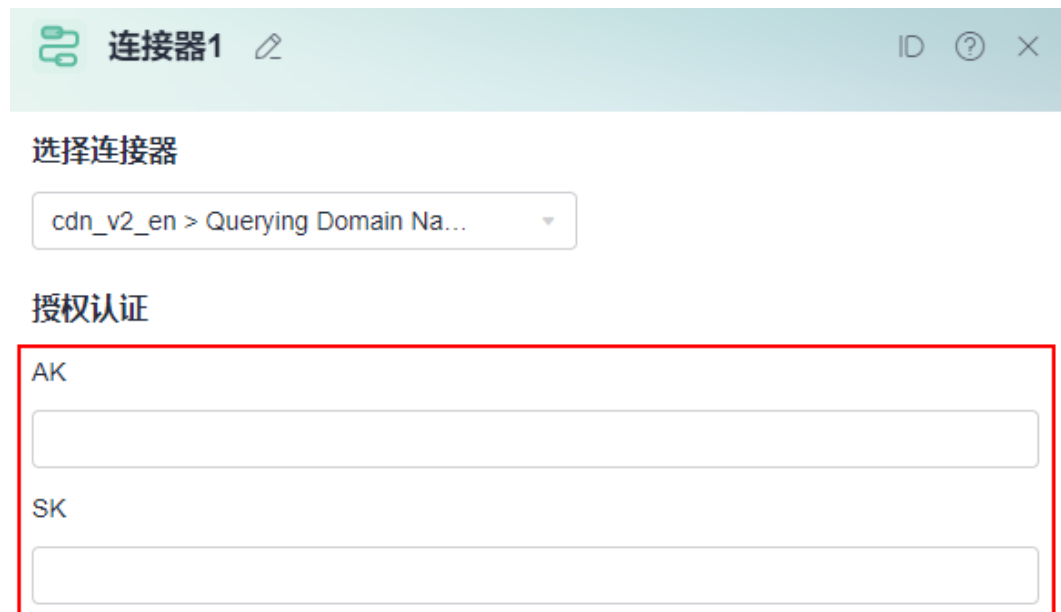 连接器1
ID
选择连接器
cdn_v2_en > Querying Domain Na...
授权认证
AK
SK